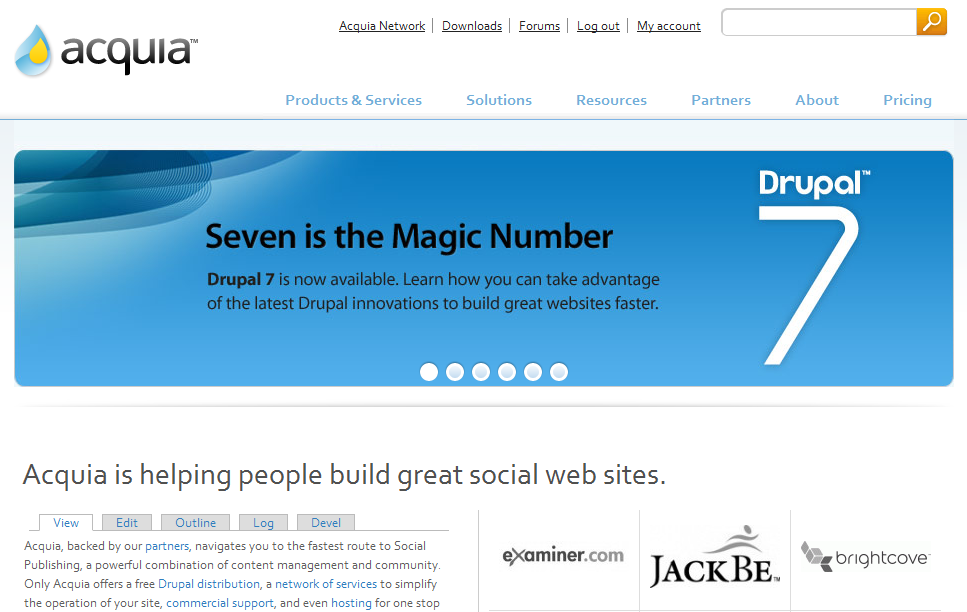 acquia™
Acquia Network
Downloads
Forums
Log out
My account
Products & Services
Solutions
Resources
Partners
About
Pricing
Drupal™
7
Seven is the Magic Number
Drupal 7 is now available. Learn how you can take advantage
of the latest Drupal innovations to build great websites faster.
Acquia is helping people build great social web sites.
View
Edit
Outline
Log
Devel
Acquia, backed by our partners, navigates you to the fastest route to Social
Publishing, a powerful combination of content management and community.
Only Acquia offers a free Drupal distribution, a network of services to simplify
the operation of your site, commercial support, and even hosting for one stop
examiner.com
JACKBE™
brightcove™